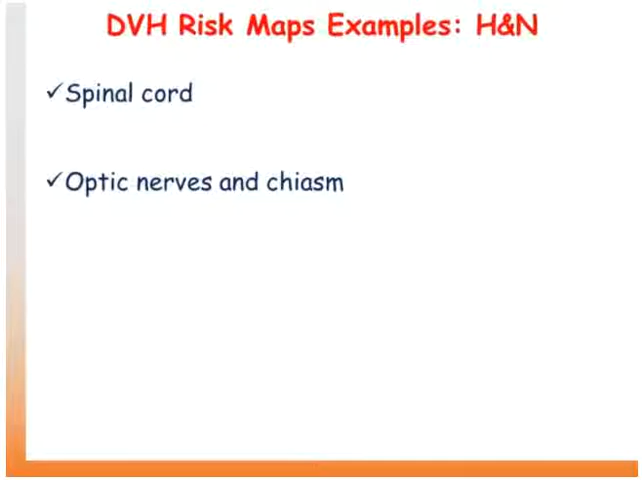 DVH Risk Maps Examples: H&N
✓Spinal cord
✓Optic nerves and chiasm